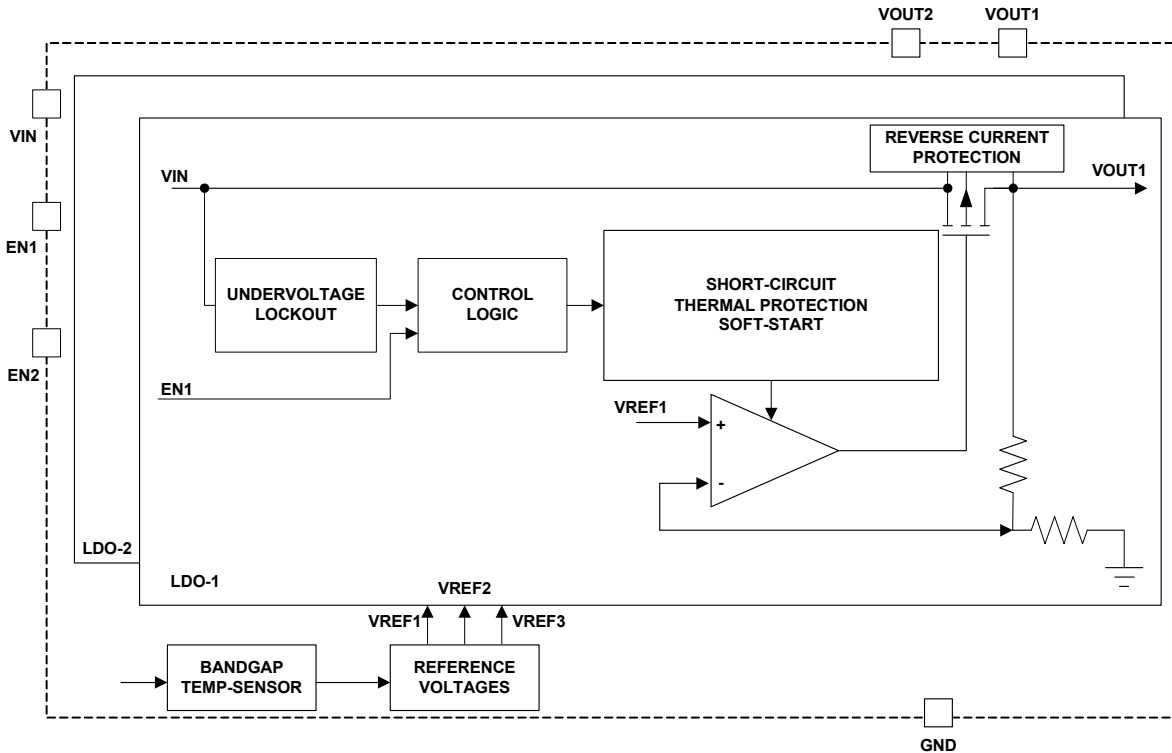 VOUT2
VOUT1
VIN
EN1
EN2
REVERSE CURRENT
PROTECTION
VIN
VOUT1
UNDERVOLTAGE
LOCKOUT
CONTROL
LOGIC
SHORT-CIRCUIT
THERMAL PROTECTION
SOFT-START
EN1
VREF1
+
-
LDO-2
LDO-1
VREF1
VREF2
VREF3
BANDGAP
TEMP-SENSOR
REFERENCE
VOLTAGES
GND